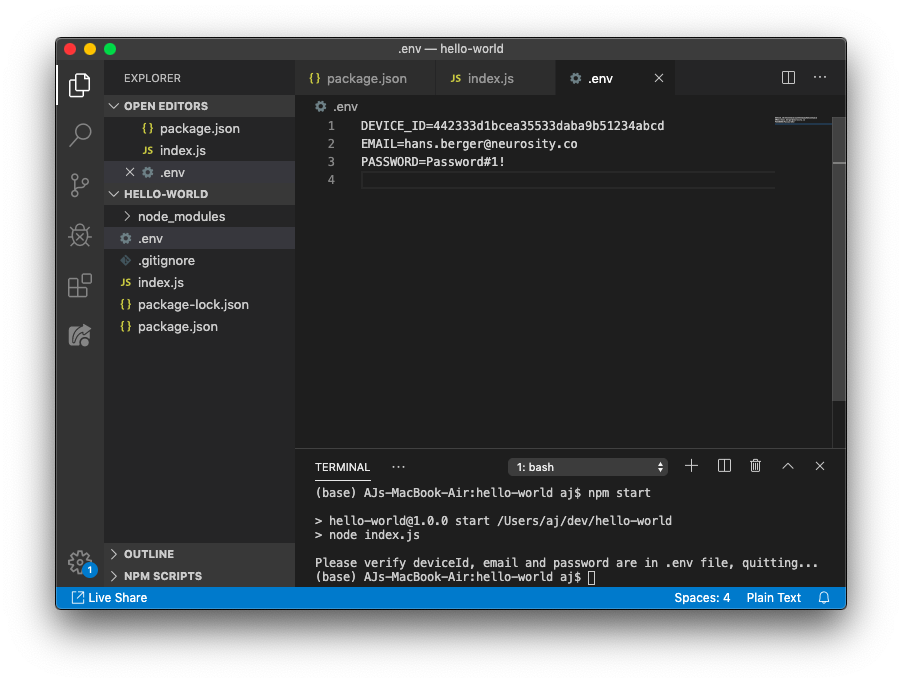 .env — hello-world
EXPLORER
OPEN EDITORS
{} package.json
JS index.js
.env
HELLO-WORLD
node_modules
.env
.gitignore
JS index.js
{} package-lock.json
{} package.json
OUTLINE
NPM SCRIPTS
{} package.json
JS index.js
.env
.env
1 DEVICE_ID=442333d1bcea35533daba9b51234abcd
2 EMAIL=hans.berger@neurosity.co
3 PASSWORD=Password#1!
4
TERMINAL
1: bash
(base) AJs-MacBook-Air:hello-world aj$ npm start
> hello-world@1.0.0 start /Users/aj/dev/hello-world
> node index.js
Please verify deviceId, email and password are in .env file, quitting...
(base) AJs-MacBook-Air:hello-world aj$
1
Live Share
Spaces: 4
Plain Text